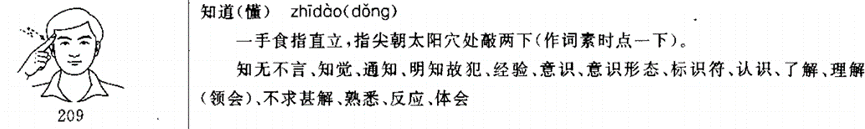 知道(懂) zhīdào(dǒng)
一手食指直立,指尖朝太阳穴处敲两下(作词素时点一下)。
知无不言、知觉、通知、明知故犯、经验、意识、意识形态、标识符、认识、了解、理解
(领会)、不求甚解、熟悉、反应、体会
209